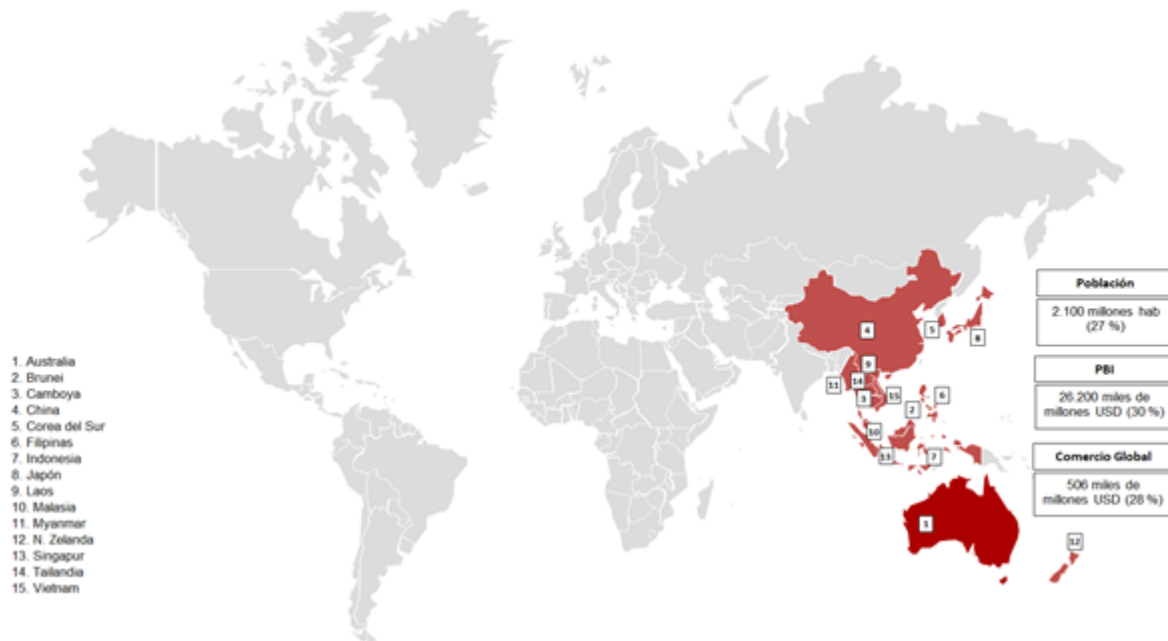 1. Australia
2. Brunei
3. Camboya
4. China
5. Corea del Sur
6. Filipinas
7. Indonesia
8. Japón
9. Laos
10. Malasia
11. Myanmar
12. N. Zelanda
13. Singapur
14. Tailandia
15. Vietnam
4
5
8
9
11
14
3
15
6
2
10
13
7
1
12
Población
2.100 millones hab
(27 %)
PBI
26.200 miles de
millones USD (30 %)
Comercio Global
506 miles de
millones USD (28 %)